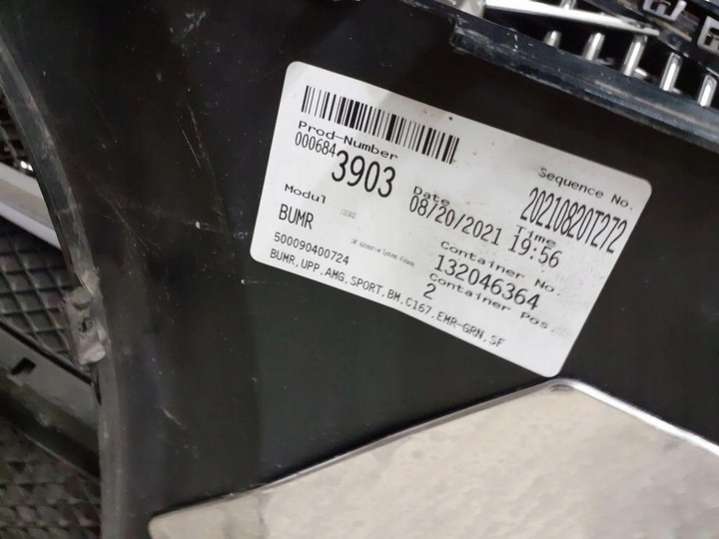 Prod-Number
0006843903
Sequence No.
20210820T272
Modul
BUMR
Date
08/20/2021
Time
19:56
Container No.
132046364
Container Pos.
2
500090400724
BUMR,UPP,AMG,SPORT,BM,C167,EMR-GRN,SF